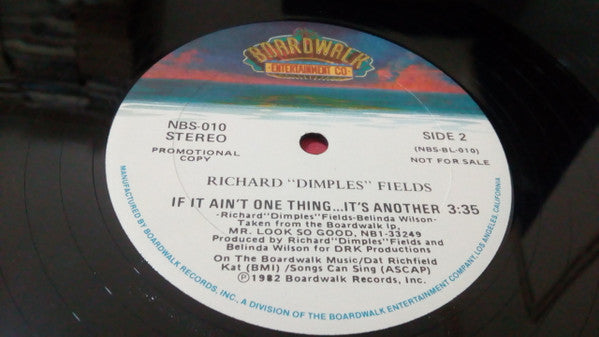 BOARDWALK
ENTERTAINMENT CO
NBS-010
STEREO
PROMOTIONAL
COPY
SIDE 2
(NBS-BL-010)
NOT FOR SALE
RICHARD "DIMPLES" FIELDS
IF IT AIN'T ONE THING...IT'S ANOTHER 3:35
-Richard"Dimples"Fields-Belinda Wilson-
Taken from the Boardwalk lp,
MR. LOOK SO GOOD, NB1-33249
Produced by Richard"Dimples"Fields and
Belinda Wilson for DRK Productions
On The Boardwalk Music/Dat Richfield
Kat (BMI) /Songs Can Sing (ASCAP)
Ⓟ1982 Boardwalk Records, Inc.
MANUFACTURED BY BOARDWALK RECORDS, INC. A DIVISION OF THE BOARDWALK ENTERTAINMENT COMPANY, LOS ANGELES, CALIFORNIA